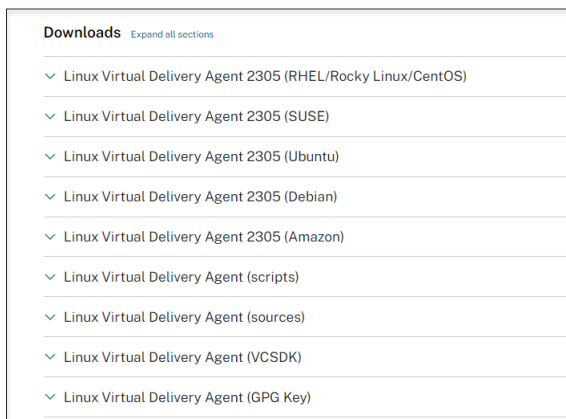 Downloads Expand all sections
Linux Virtual Delivery Agent 2305 (RHEL/Rocky Linux/CentOS)
Linux Virtual Delivery Agent 2305 (SUSE)
Linux Virtual Delivery Agent 2305 (Ubuntu)
Linux Virtual Delivery Agent 2305 (Debian)
Linux Virtual Delivery Agent 2305 (Amazon)
Linux Virtual Delivery Agent (scripts)
Linux Virtual Delivery Agent (sources)
Linux Virtual Delivery Agent (VCSDK)
Linux Virtual Delivery Agent (GPG Key)